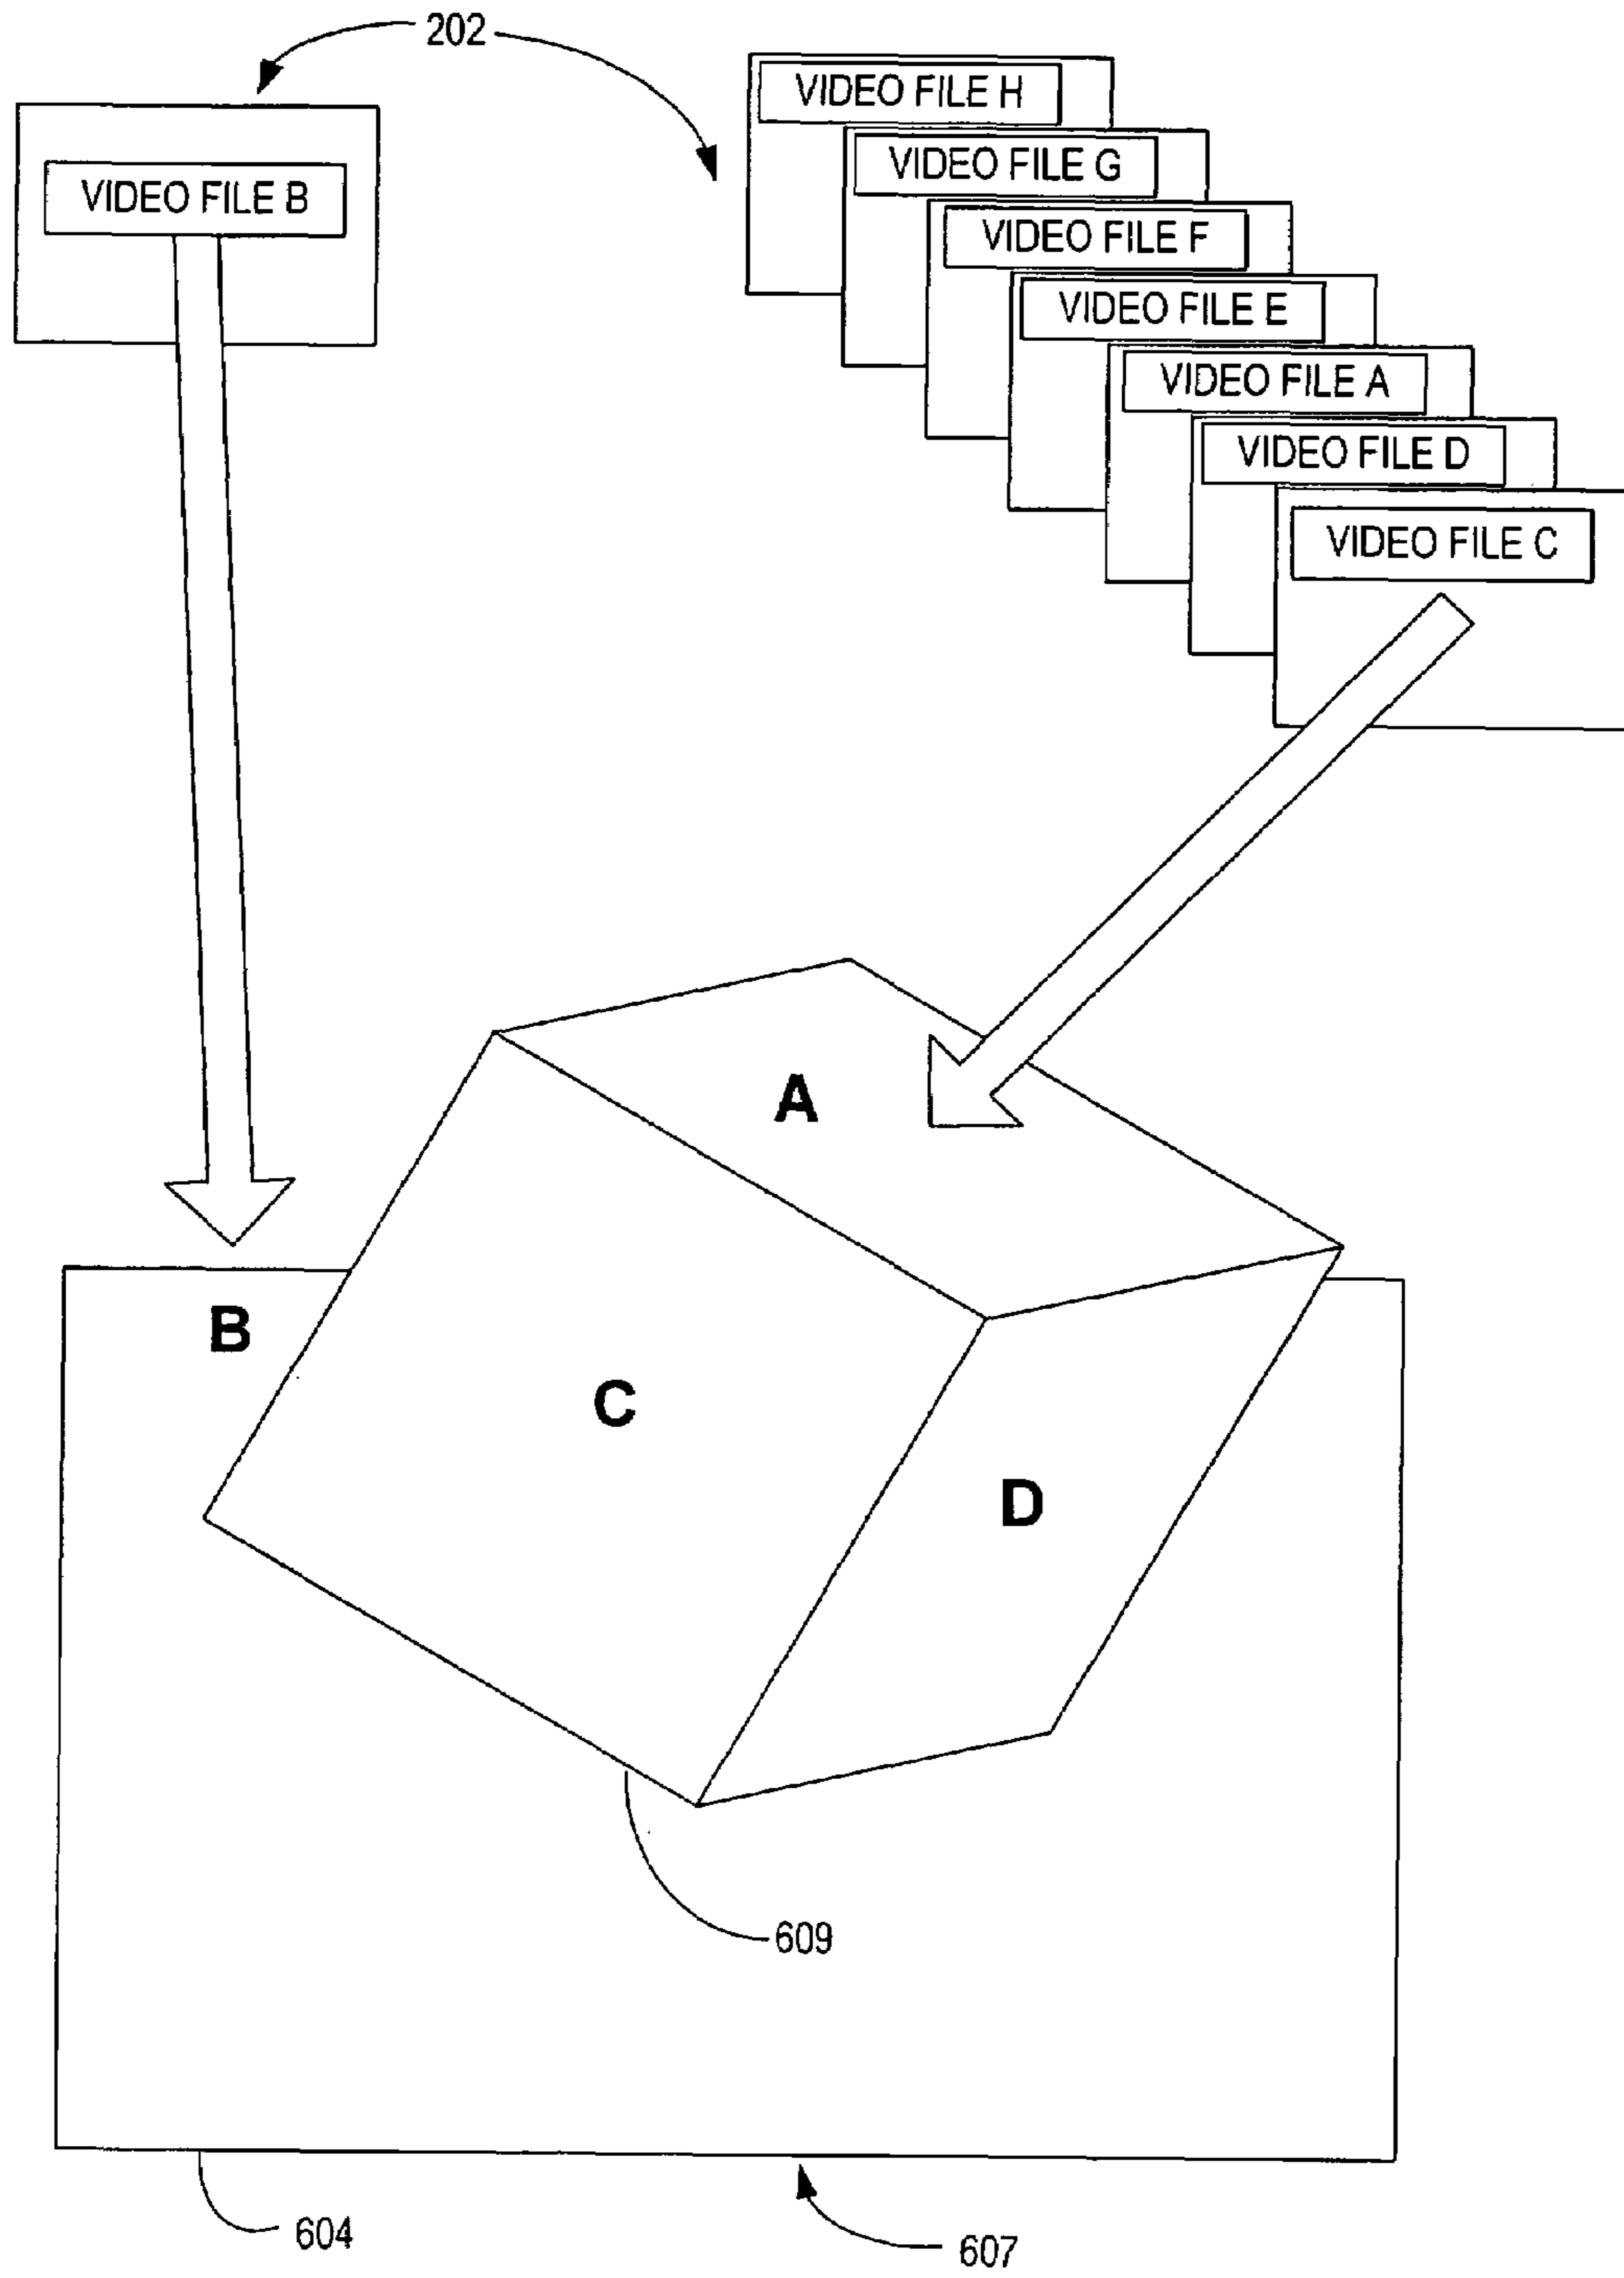 202
VIDEO FILE B
VIDEO FILE H
VIDEO FILE G
VIDEO FILE F
VIDEO FILE E
VIDEO FILE A
VIDEO FILE D
VIDEO FILE C
A
B
C
D
609
604
607